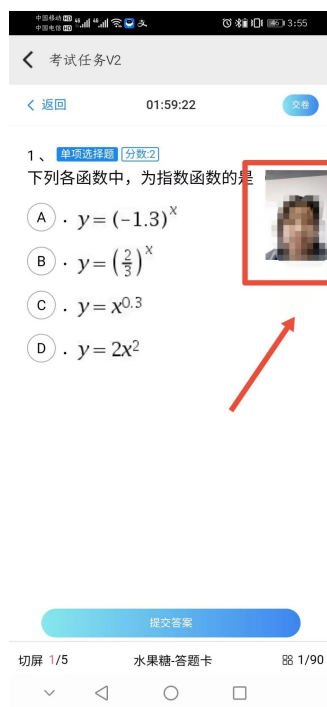 中国移动 HD 中国电信 HD 3:55
考试任务V2
返回 01:59:22 交卷
1、 单项选择题 分数:2
下列各函数中，为指数函数的是
A . y=(-1.3)^x
B . y=(2/3)^x
C . y=x^0.3
D . y=2x^2
提交答案
切屏 1/5 水果糖-答题卡 1/90